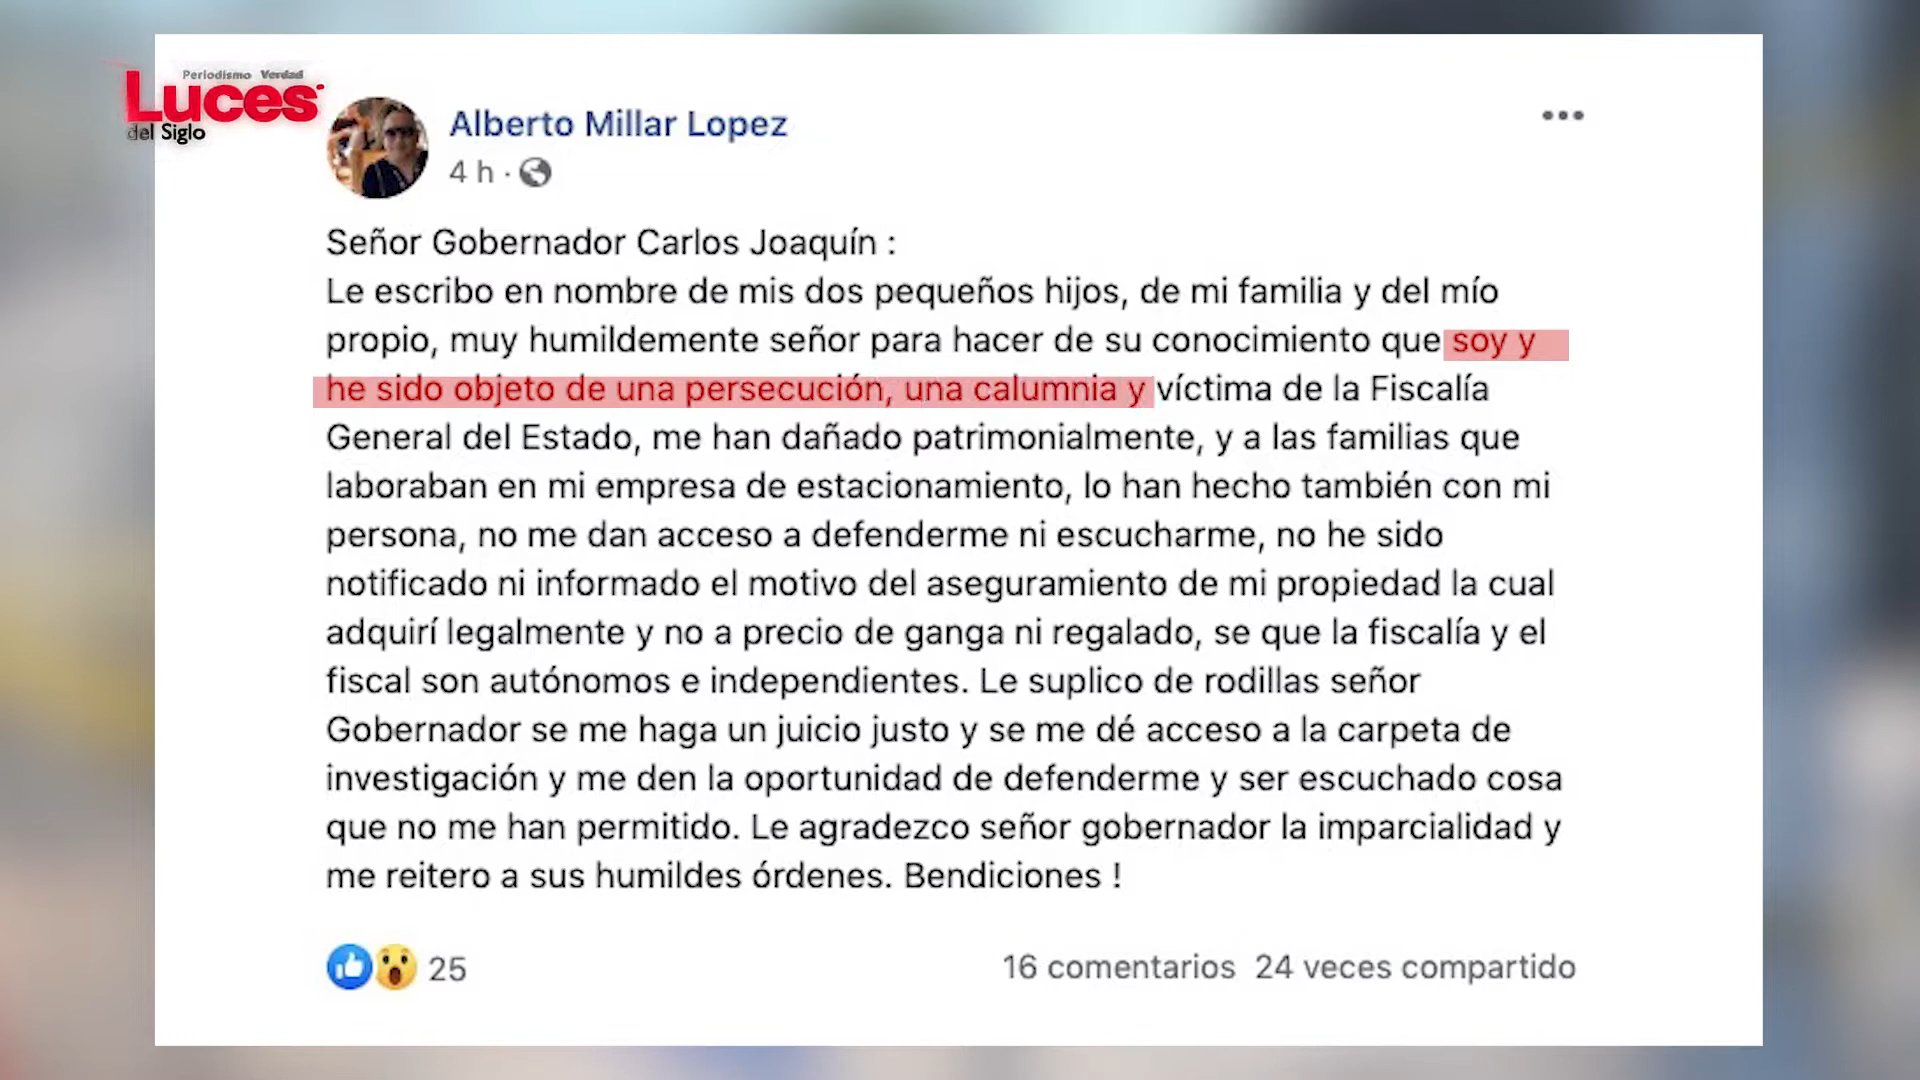 Periodismo Verdad
Luces
del Siglo
Alberto Millar Lopez
4 h ·
Señor Gobernador Carlos Joaquín :
Le escribo en nombre de mis dos pequeños hijos, de mi familia y del mío
propio, muy humildemente señor para hacer de su conocimiento que soy y
he sido objeto de una persecución, una calumnia y víctima de la Fiscalía
General del Estado, me han dañado patrimonialmente, y a las familias que
laboraban en mi empresa de estacionamiento, lo han hecho también con mi
persona, no me dan acceso a defenderme ni escucharme, no he sido
notificado ni informado el motivo del aseguramiento de mi propiedad la cual
adquirí legalmente y no a precio de ganga ni regalado, se que la fiscalía y el
fiscal son autónomos e independientes. Le suplico de rodillas señor
Gobernador se me haga un juicio justo y se me dé acceso a la carpeta de
investigación y me den la oportunidad de defenderme y ser escuchado cosa
que no me han permitido. Le agradezco señor gobernador la imparcialidad y
me reitero a sus humildes órdenes. Bendiciones !
25
16 comentarios 24 veces compartido